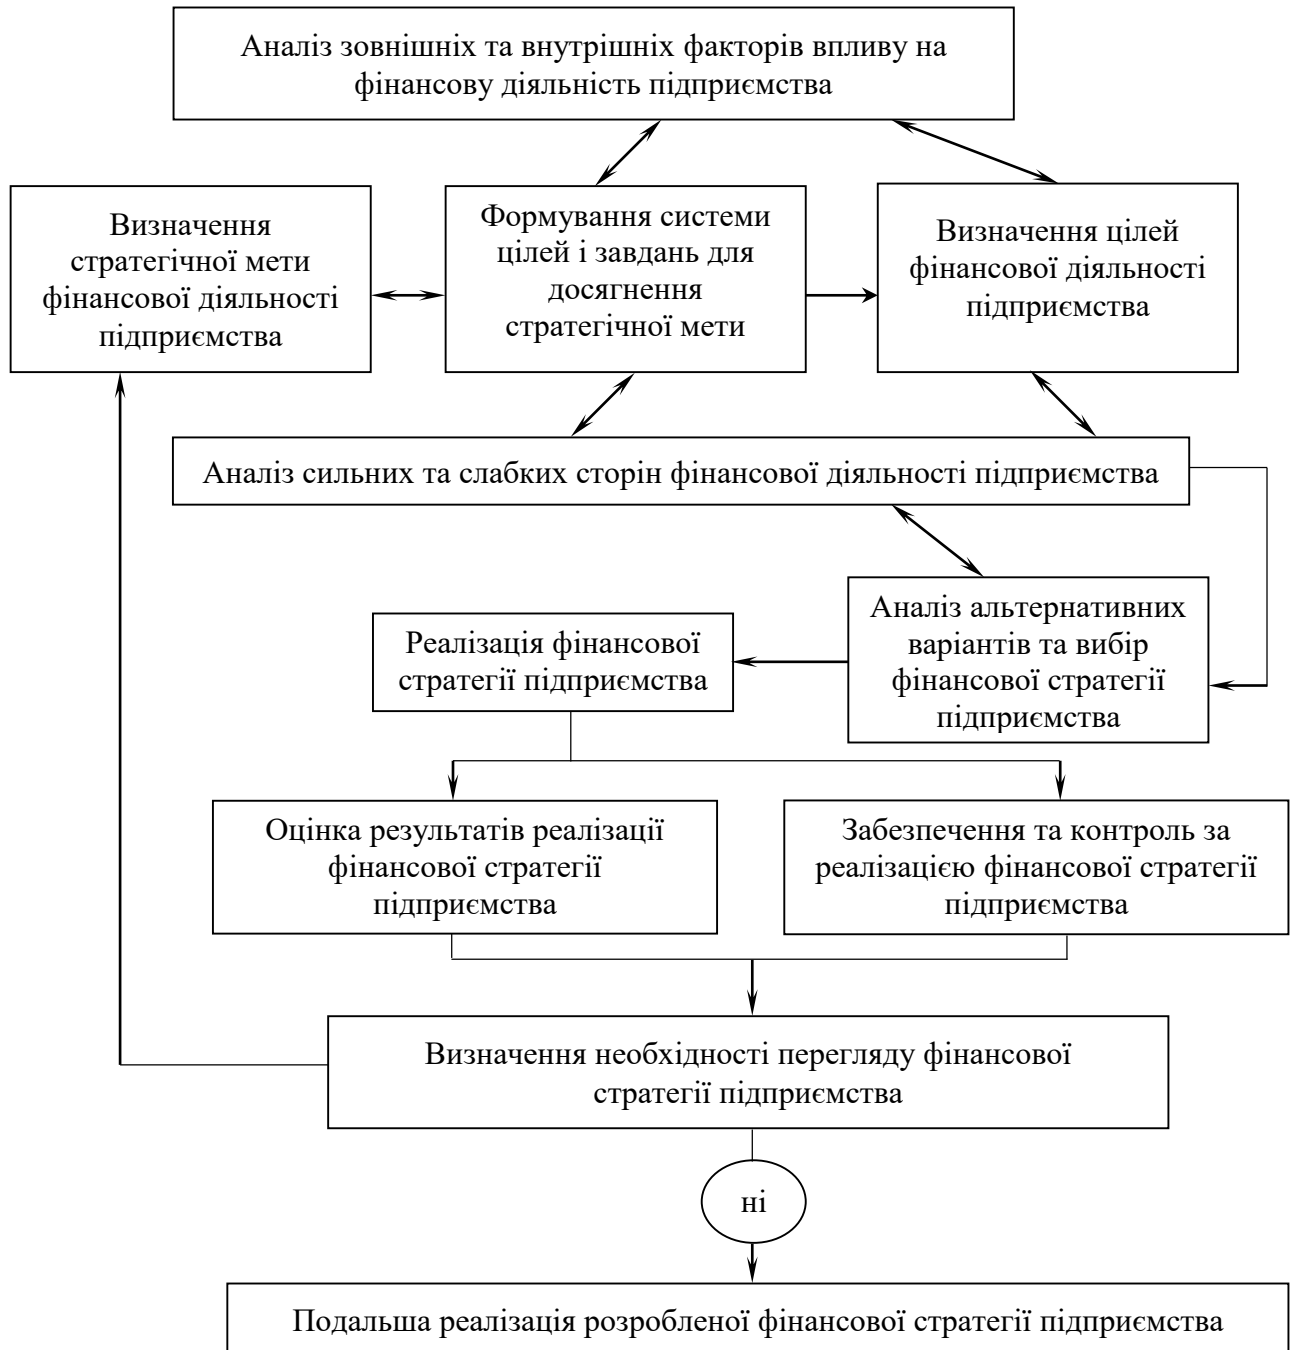 Аналіз зовнішніх та внутрішніх факторів впливу на
фінансову діяльність підприємства
Визначення
стратегічної мети
фінансової діяльності
підприємства
Формування системи
цілей і завдань для
досягнення
стратегічної мети
Визначення цілей
фінансової діяльності
підприємства
Аналіз сильних та слабких сторін фінансової діяльності підприємства
Реалізація фінансової
стратегії підприємства
Аналіз альтернативних
варіантів та вибір
фінансової стратегії
підприємства
Оцінка результатів реалізації
фінансової стратегії
підприємства
Забезпечення та контроль за
реалізацією фінансової стратегії
підприємства
Визначення необхідності перегляду фінансової
стратегії підприємства
ні
Подальша реалізація розробленої фінансової стратегії підприємства